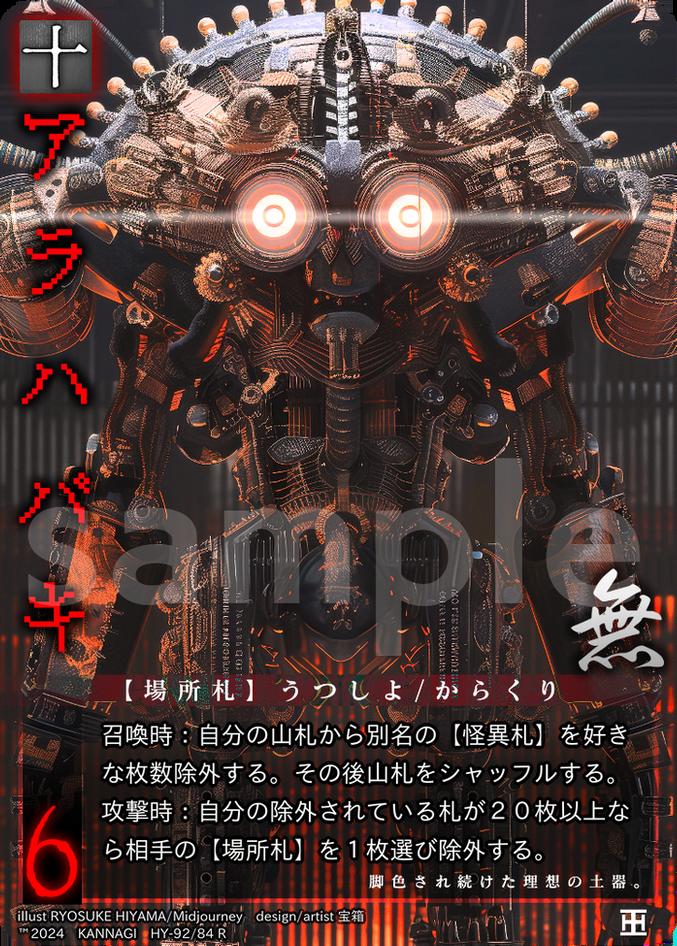 十
アラハバキ
sample
無
【場所札】うつしよ/からくり
召喚時：自分の山札から別名の【怪異札】を好き
な枚数除外する。その後山札をシャッフルする。
攻撃時：自分の除外されている札が２０枚以上な
ら相手の【場所札】を１枚選び除外する。
脚色され続けた理想の土器。
6
illust RYOSUKE HIYAMA/Midjourney design/artist 宝箱
™2024 KANNAGI HY-92/84 R